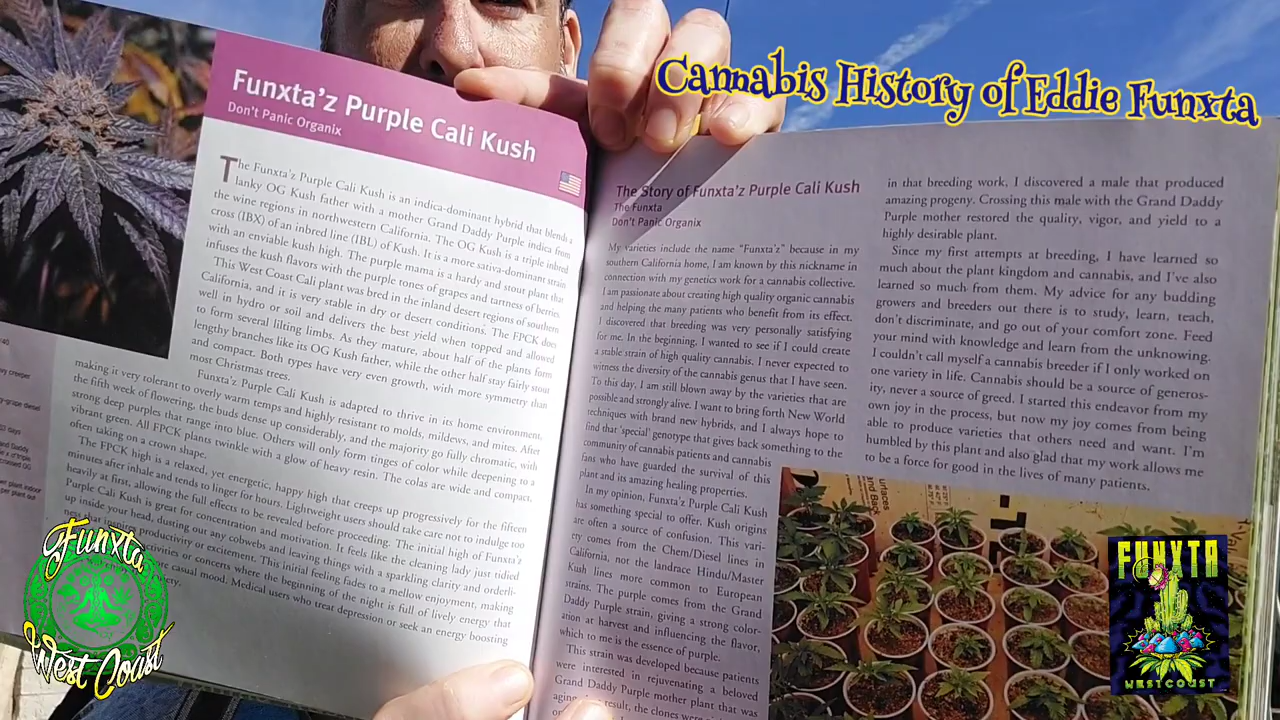 Cannabis History of Eddie Funxta
Funxta'z Purple Cali Kush
Don't Panic Organix
The Funxta'z Purple Cali Kush is an indica-dominant hybrid that blends a
lanky OG Kush father with a mother Grand Daddy Purple indica from
the wine regions in northwestern California. The OG Kush is a triple inbred
cross (IBX) of an inbred line (IBL) of Kush. It is a more sativa-dominant strain
with an enviable kush high. The purple mama is a hardy and stout plant that
infuses the kush flavors with the purple tones of grapes and tartness of berries.
This West Coast Cali plant was bred in the inland desert regions of southern
California, and it is very stable in dry or desert conditions. The FPCK does
well in hydro or soil and delivers the best yield when topped and allowed
to form several lilting limbs. As they mature, about half of the plants form
lengthy branches like its OG Kush father, while the other half stay fairly stout
and compact. Both types have very even growth, with more symmetry than
most Christmas trees.
Funxta'z Purple Cali Kush is adapted to thrive in its home environment,
making it very tolerant to overly warm temps and highly resistant to molds, mildews, and mites. After
the fifth week of flowering, the buds dense up considerably, and the majority go fully chromatic, with
strong deep purples that range into blue. Others will only form tinges of color while deepening to a
vibrant green. All FPCK plants twinkle with a glow of heavy resin. The colas are wide and compact,
often taking on a crown shape.
The FPCK high is a relaxed, yet energetic, happy high that creeps up progressively for the fifteen
minutes after inhale and tends to linger for hours. Lightweight users should take care not to indulge too
heavily at first, allowing the full effects to be revealed before proceeding. The initial high of Funxta'z
Purple Cali Kush is great for concentration and motivation. It feels like the cleaning lady just tidied
up inside your head, dusting out any cobwebs and leaving things with a sparkling clarity and orderli-
ness that inspires productivity or excitement. This initial feeling fades to a mellow enjoyment, making
activities or concerts where the beginning of the night is full of lively energy that
casual mood. Medical users who treat depression or seek an energy boosting
The Story of Funxta'z Purple Cali Kush
The Funxta
Don't Panic Organix
My varieties include the name "Funxta'z" because in my
southern California home, I am known by this nickname in
connection with my genetics work for a cannabis collective.
I am passionate about creating high quality organic cannabis
and helping the many patients who benefit from its effect.
I discovered that breeding was very personally satisfying
for me. In the beginning, I wanted to see if I could create
a stable strain of high quality cannabis. I never expected to
witness the diversity of the cannabis genus that I have seen.
To this day, I am still blown away by the varieties that are
possible and strongly alive. I want to bring forth New World
techniques with brand new hybrids, and I always hope to
find that 'special' genotype that gives back something to the
community of cannabis patients and cannabis
fans who have guarded the survival of this
plant and its amazing healing properties.
In my opinion, Funxta'z Purple Cali Kush
has something special to offer. Kush origins
are often a source of confusion. This vari-
ety comes from the Chem/Diesel lines in
California, not the landrace Hindu/Master
Kush lines more common to European
strains. The purple comes from the Grand
Daddy Purple strain, giving a strong color-
ation at harvest and influencing the flavor,
which to me is the essence of purple.
This strain was developed because patients
were interested in rejuvenating a beloved
Grand Daddy Purple mother plant that was
result, the clones were
in that breeding work, I discovered a male that produced
amazing progeny. Crossing this male with the Grand Daddy
Purple mother restored the quality, vigor, and yield to a
highly desirable plant.
Since my first attempts at breeding, I have learned so
much about the plant kingdom and cannabis, and I've also
learned so much from them. My advice for any budding
growers and breeders out there is to study, learn, teach,
don't discriminate, and go out of your comfort zone. Feed
your mind with knowledge and learn from the unknowing.
I couldn't call myself a cannabis breeder if I only worked on
one variety in life. Cannabis should be a source of generos-
ity, never a source of greed. I started this endeavor from my
own joy in the process, but now my joy comes from being
able to produce varieties that others need and want. I'm
humbled by this plant and also glad that my work allows me
to be a force for good in the lives of many patients.
Funxta
West Coast
FUNXTA
WESTCOAST